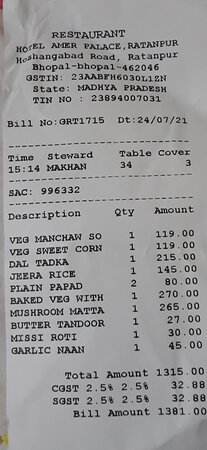 RESTAURANT
HOTEL AMER PALACE,RATANPUR
Hoshangabad Road, Ratanpur
Bhopal-bhopal-462046
GSTIN: 23AABFH6030L1ZN
State: MADHYA PRADESH
TIN NO : 23894007031
Bill No:GRT1715 Dt:24/07/21
Time Steward Table Cover
15:14 MAKHAN 34 3
SAC: 996332
Description Qty Amount
VEG MANCHAW SO 1 119.00
VEG SWEET CORN 1 119.00
DAL TADKA 1 215.00
JEERA RICE 1 145.00
PLAIN PAPAD 2 80.00
BAKED VEG WITH 1 270.00
MUSHROOM MATTA 1 265.00
BUTTER TANDOOR 1 27.00
MISSI ROTI 1 30.00
GARLIC NAAN 1 45.00
Total Amount 1315.00
CGST 2.5% 2.5% 32.88
SGST 2.5% 2.5% 32.88
Bill Amount 1381.00